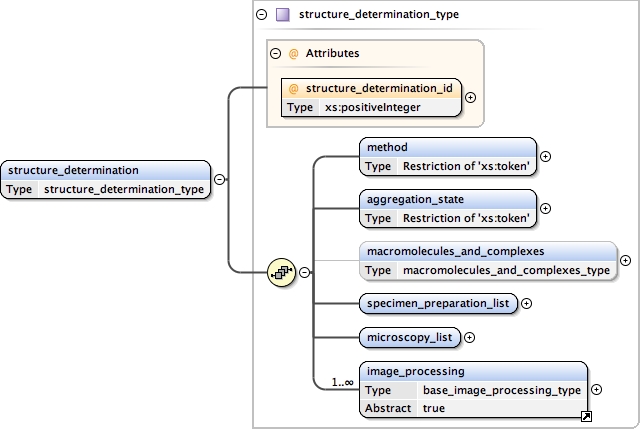 structure_determination_type
@ Attributes
@ structure_determination_id
Type xs:positiveInteger
method
Type Restriction of 'xs:token'
structure_determination
Type structure_determination_type
aggregation_state
Type Restriction of 'xs:token'
macromolecules_and_complexes
Type macromolecules_and_complexes_type
specimen_preparation_list
microscopy_list
image_processing
1..∞
Type base_image_processing_type
Abstract true